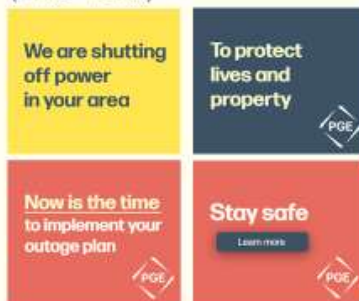 We are shutting
off power
in your area
To protect
lives and
property
PGE
Now is the time
to implement your
outage plan
PGE
Stay safe
Learn more
PGE